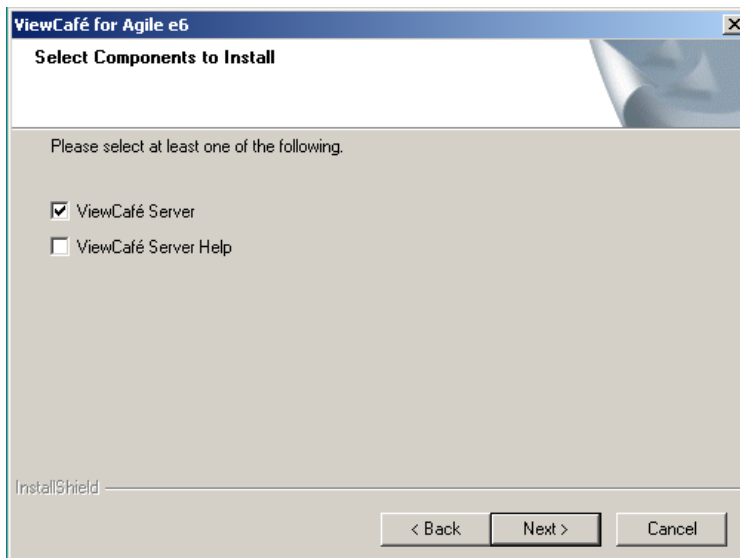 ViewCafé for Agile e6
Select Components to Install
Please select at least one of the following.
ViewCafé Server
ViewCafé Server Help
InstallShield
< Back
Next >
Cancel